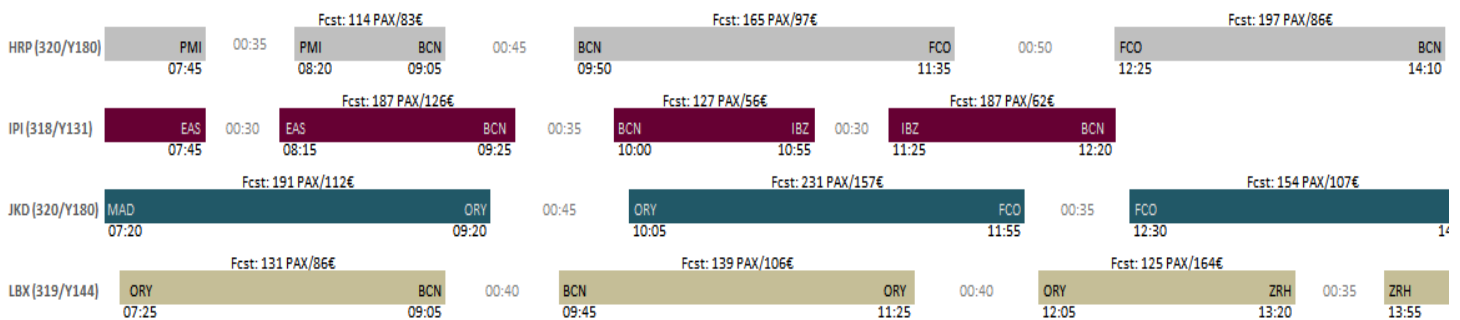 Fcst: 114 PAX/83€ Fcst: 165 PAX/97€ Fcst: 197 PAX/86€
HRP (320/Y180) PMI 00:35 PMI BCN 00:45 BCN FCO 00:50 FCO BCN
07:45 08:20 09:05 09:50 11:35 12:25 14:10
Fcst: 187 PAX/126€ Fcst: 127 PAX/56€ Fcst: 187 PAX/62€
IPI (318/Y131) EAS 00:30 EAS BCN 00:35 BCN IBZ 00:30 IBZ BCN
07:45 08:15 09:25 10:00 10:55 11:25 12:20
Fcst: 191 PAX/112€ Fcst: 231 PAX/157€ Fcst: 154 PAX/107€
JKD (320/Y180) MAD ORY 00:45 ORY FCO 00:35 FCO
07:20 09:20 10:05 11:55 12:30 14
Fcst: 131 PAX/86€ Fcst: 139 PAX/106€ Fcst: 125 PAX/164€
LBX (319/Y144) ORY BCN 00:40 BCN ORY 00:40 ORY ZRH 00:35 ZRH
07:25 09:05 09:45 11:25 12:05 13:20 13:55